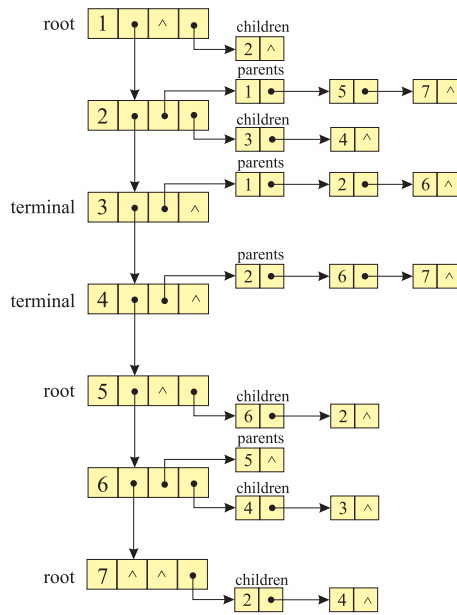 root 1 ^
children
2 ^
parents
1 5 7 ^
2
children
3 4 ^
parents
1 2 6 ^
terminal 3 ^
parents
2 6 7 ^
terminal 4 ^
root 5 ^
children
6 2 ^
parents
5 ^
6
children
4 3 ^
root 7 ^ ^
children
2 4 ^